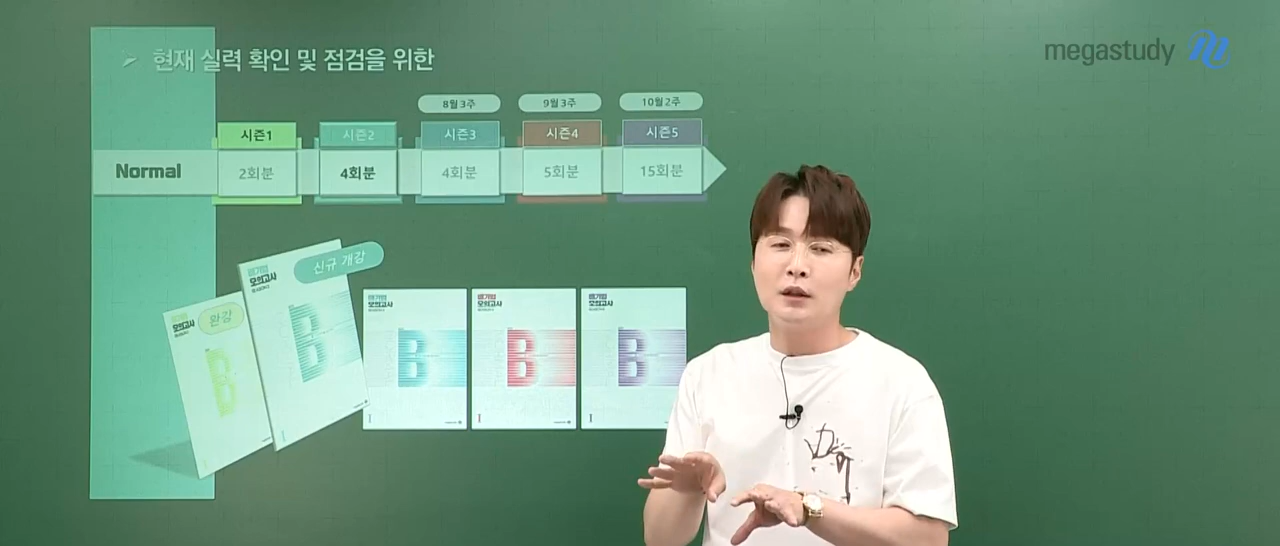 현재 실력 확인 및 점검을 위한
megastudy
8월 3주
9월 3주
10월 2주
시즌1
시즌2
시즌3
시즌4
시즌5
Normal
2회분
4회분
4회분
5회분
15회분
신규 개강
모의고사
완강
모의고사
B
B
모의고사
B
모의고사
B
모의고사
B